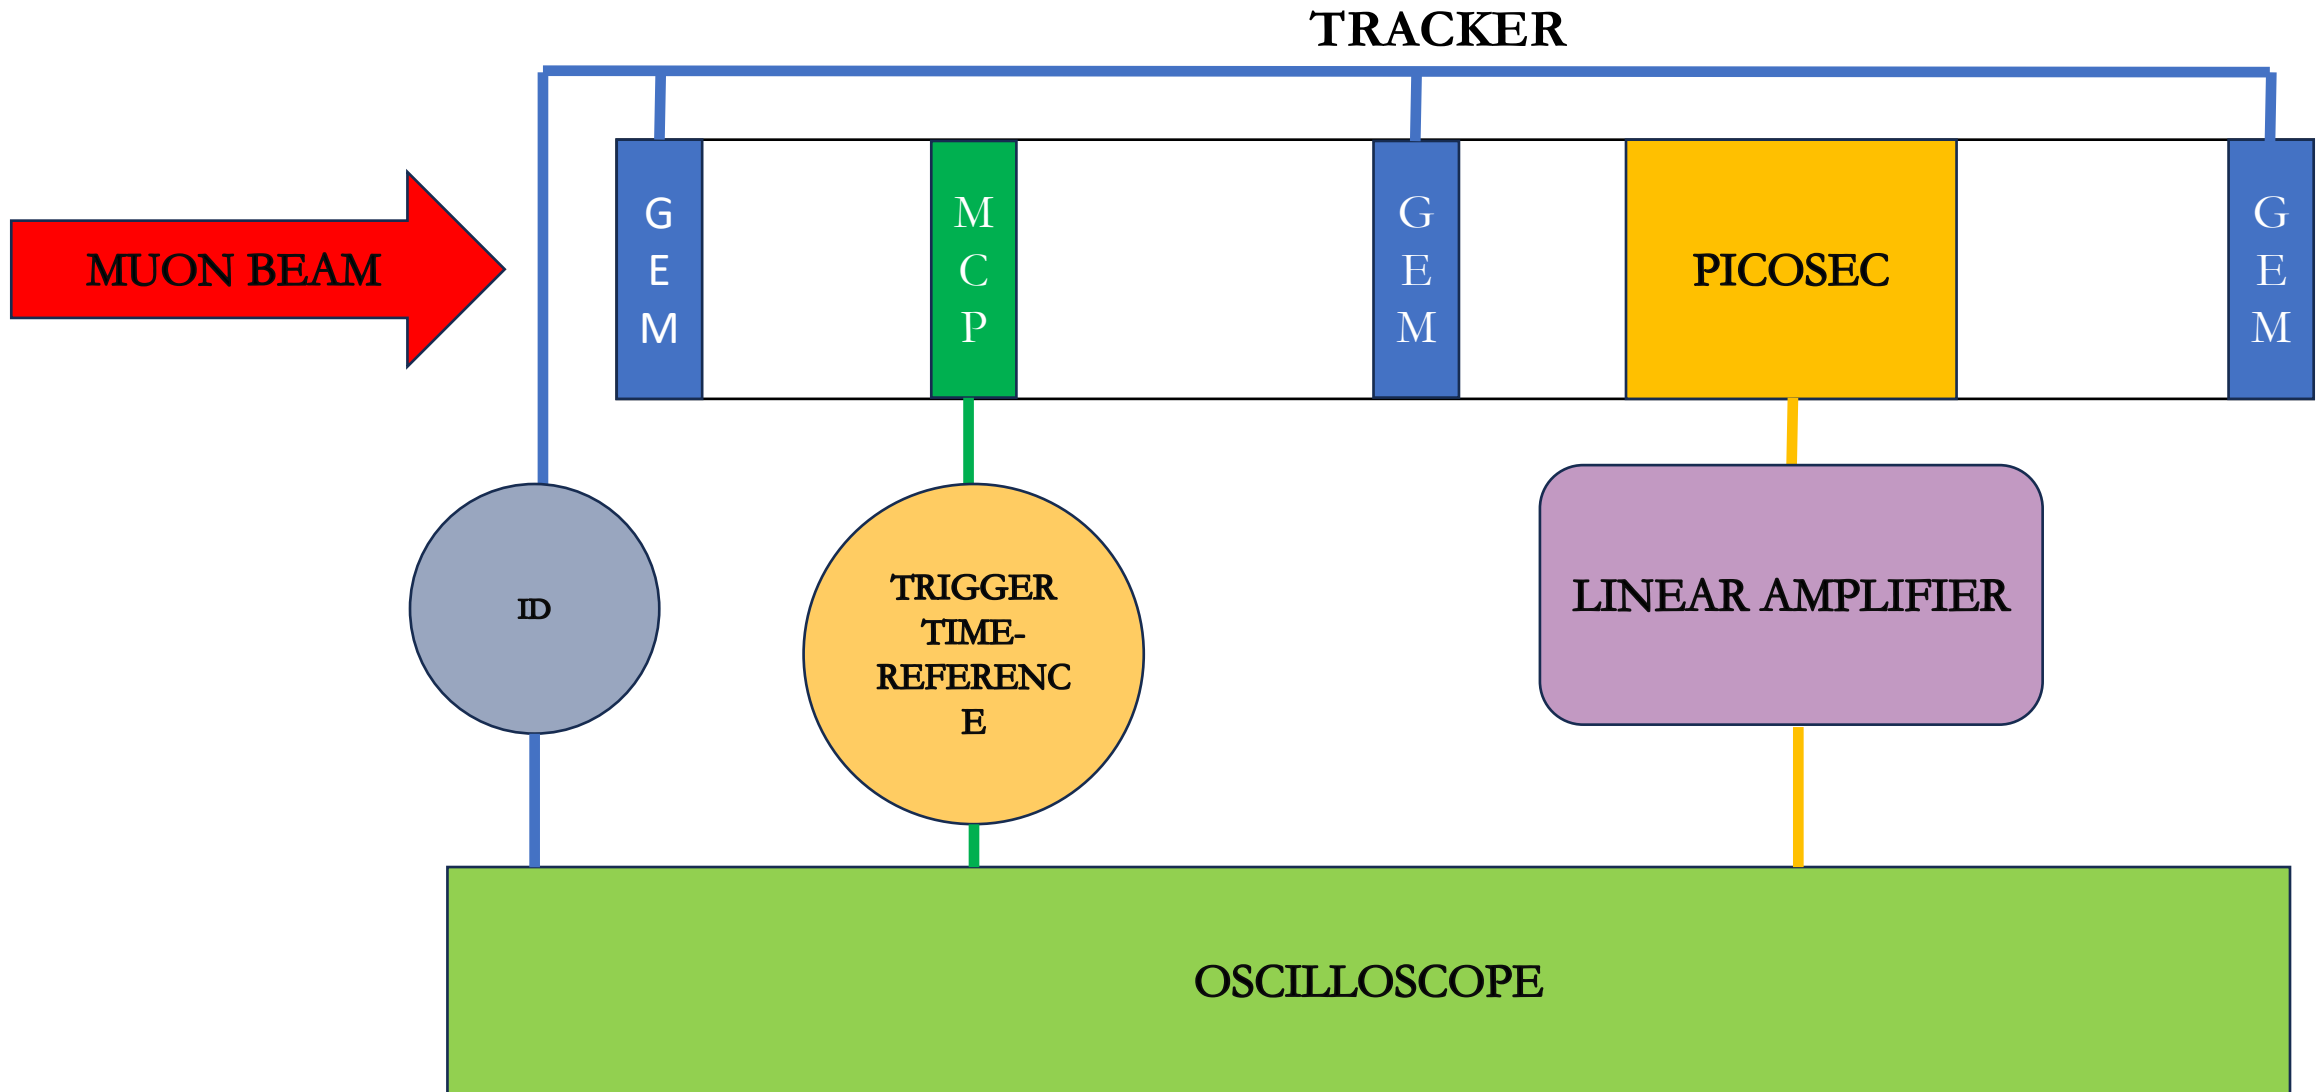 TRACKER
MUON BEAM
G
E
M
M
C
P
G
E
M
PICOSEC
G
E
M
ID
TRIGGER
TIME-
REFERENC
E
LINEAR AMPLIFIER
OSCILLOSCOPE